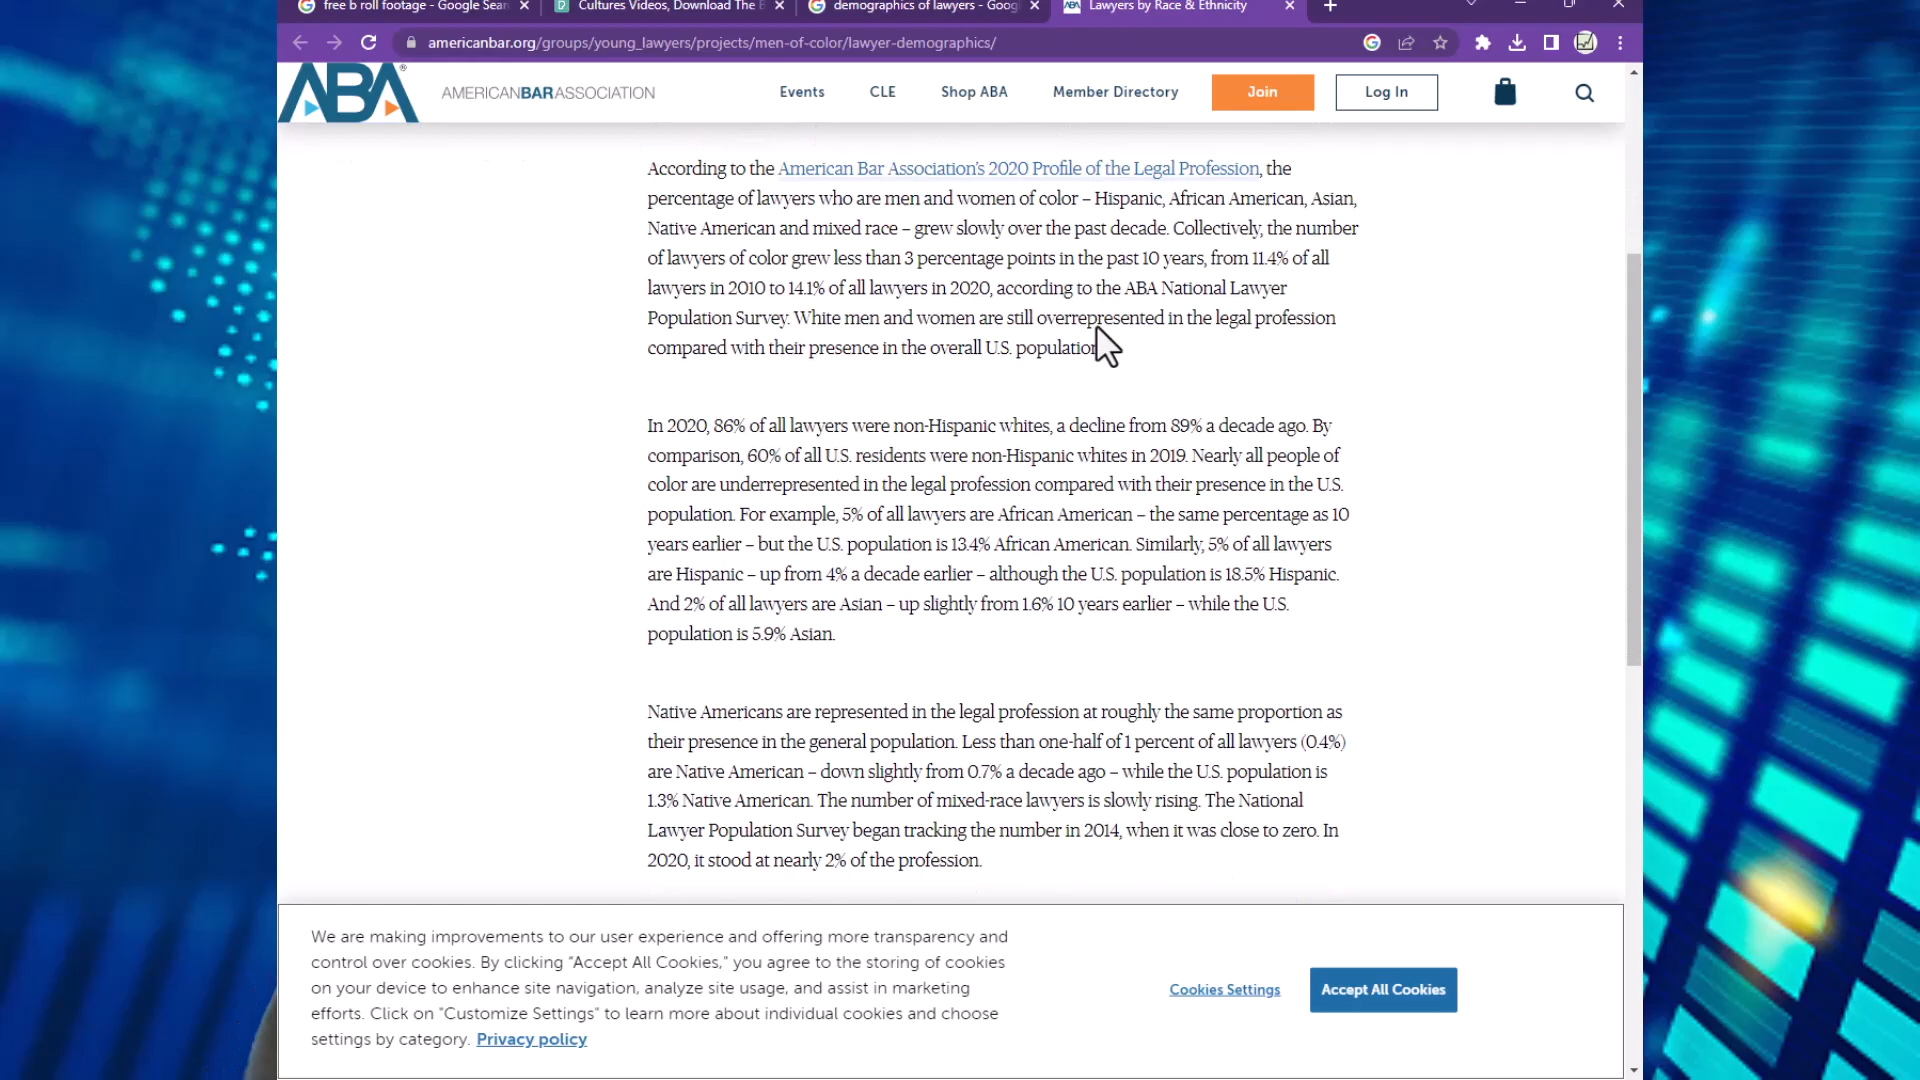 free b roll footage - Google Sear
Cultures Videos, Download The B
demographics of lawyers - Goog
Lawyers by Race & Ethnicity
americanbar.org/groups/young_lawyers/projects/men-of-color/lawyer-demographics/
ABA
AMERICANBARASSOCIATION
Events
CLE
Shop ABA
Member Directory
Join
Log In
According to the American Bar Association's 2020 Profile of the Legal Profession, the
percentage of lawyers who are men and women of color – Hispanic, African American, Asian,
Native American and mixed race – grew slowly over the past decade. Collectively, the number
of lawyers of color grew less than 3 percentage points in the past 10 years, from 11.4% of all
lawyers in 2010 to 14.1% of all lawyers in 2020, according to the ABA National Lawyer
Population Survey. White men and women are still overrepresented in the legal profession
compared with their presence in the overall U.S. population
In 2020, 86% of all lawyers were non-Hispanic whites, a decline from 89% a decade ago. By
comparison, 60% of all U.S. residents were non-Hispanic whites in 2019. Nearly all people of
color are underrepresented in the legal profession compared with their presence in the U.S.
population. For example, 5% of all lawyers are African American – the same percentage as 10
years earlier – but the U.S. population is 13.4% African American. Similarly, 5% of all lawyers
are Hispanic – up from 4% a decade earlier – although the U.S. population is 18.5% Hispanic.
And 2% of all lawyers are Asian – up slightly from 1.6% 10 years earlier – while the U.S.
population is 5.9% Asian.
Native Americans are represented in the legal profession at roughly the same proportion as
their presence in the general population. Less than one-half of 1 percent of all lawyers (0.4%)
are Native American – down slightly from 0.7% a decade ago – while the U.S. population is
1.3% Native American. The number of mixed-race lawyers is slowly rising. The National
Lawyer Population Survey began tracking the number in 2014, when it was close to zero. In
2020, it stood at nearly 2% of the profession.
We are making improvements to our user experience and offering more transparency and
control over cookies. By clicking "Accept All Cookies," you agree to the storing of cookies
on your device to enhance site navigation, analyze site usage, and assist in marketing
efforts. Click on "Customize Settings" to learn more about individual cookies and choose
settings by category. Privacy policy
Cookies Settings
Accept All Cookies